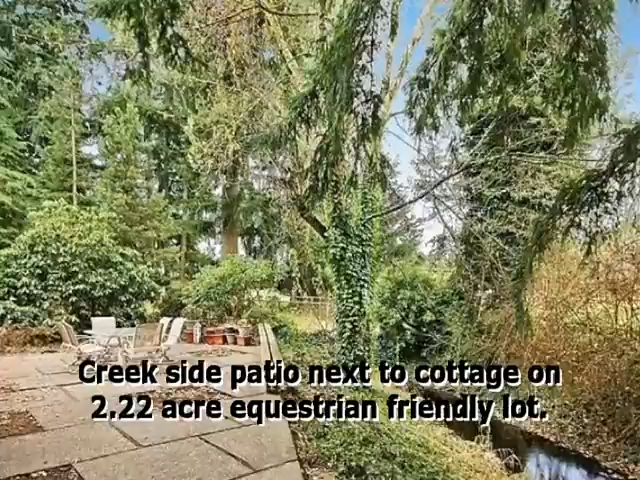 Creek side patio next to cottage on
2.22 acre equestrian friendly lot.